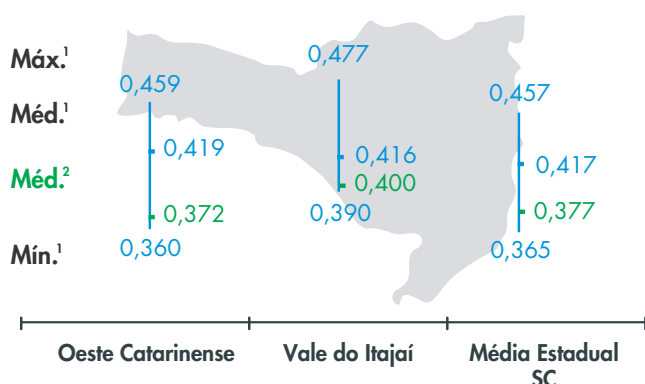 Máx.¹
0,459
0,477
0,457
Méd.¹
0,419
0,416
0,417
Méd.²
0,372
0,400
0,377
Mín.¹
0,360
0,390
0,365
Oeste Catarinense
Vale do Itajaí
Média Estadual
SC